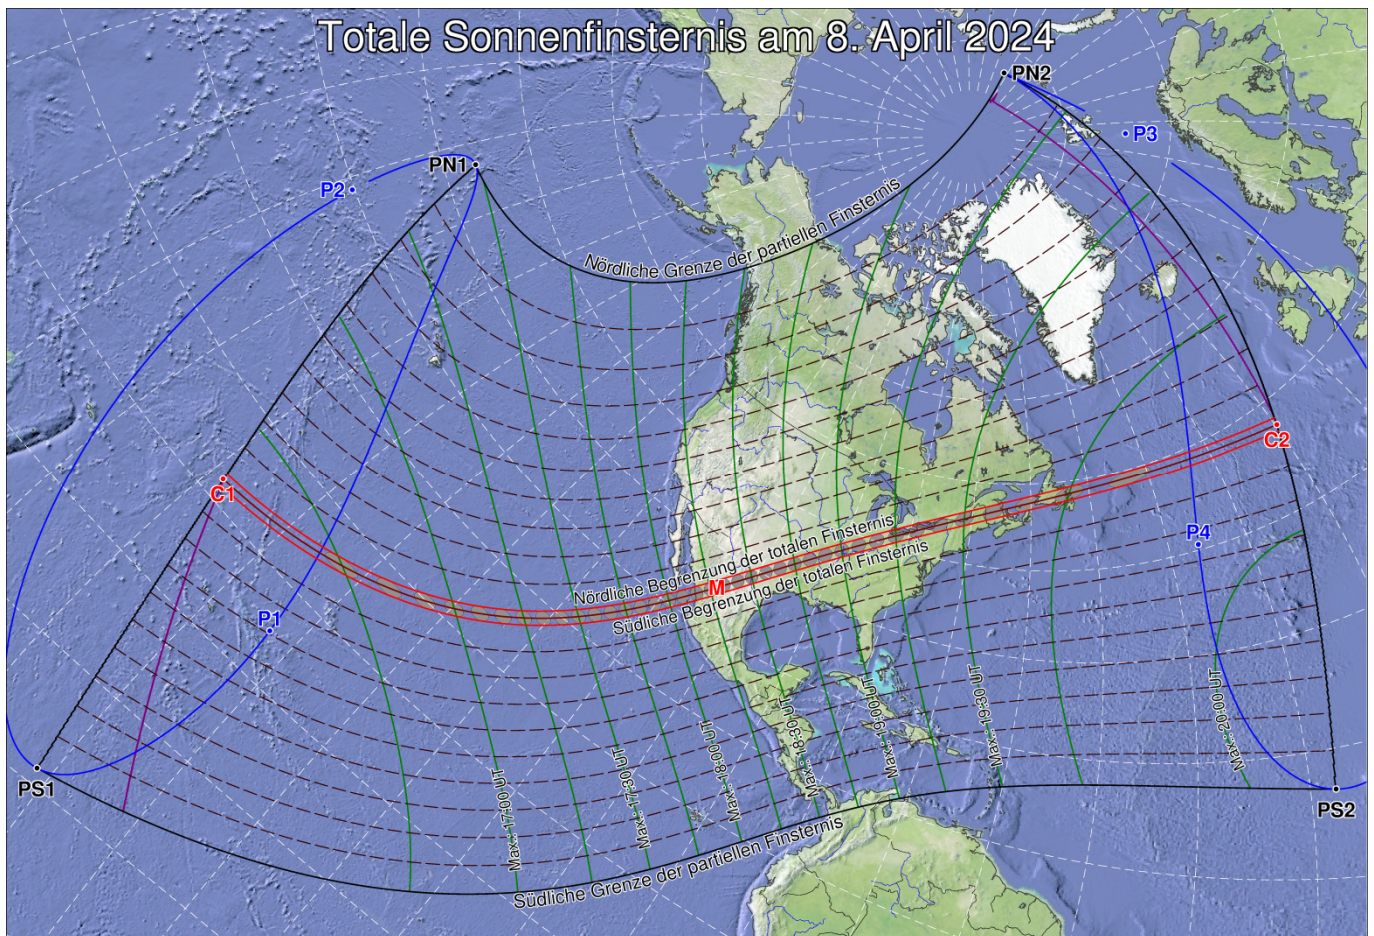 Totale Sonnenfinsternis am 8. April 2024
PN2
P3
PN1
P2
Nördliche Grenze der partiellen Finsternis
C1
C2
Nördliche Begrenzung der totalen Finsternis
M
Südliche Begrenzung der totalen Finsternis
P4
P1
Max.: 17:00 UT
Max.: 17:30 UT
Max.: 18:00 UT
Max.: 18:30 UT
Max.: 19:00 UT
Max.: 19:30 UT
Max.: 20:00 UT
PS1
PS2
Südliche Grenze der partiellen Finsternis